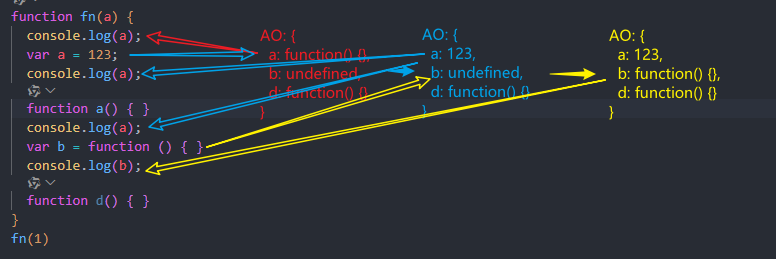 function fn(a) {
console.log(a);
var a = 123;
console.log(a);
function a() { }
console.log(a);
var b = function () { }
console.log(b);
function d() { }
}
fn(1)
AO: {
a: function() {},
b: undefined,
d: function() {}
}
AO: {
a: 123,
b: undefined,
d: function() {}
}
AO: {
a: 123,
b: function() {},
d: function() {}
}